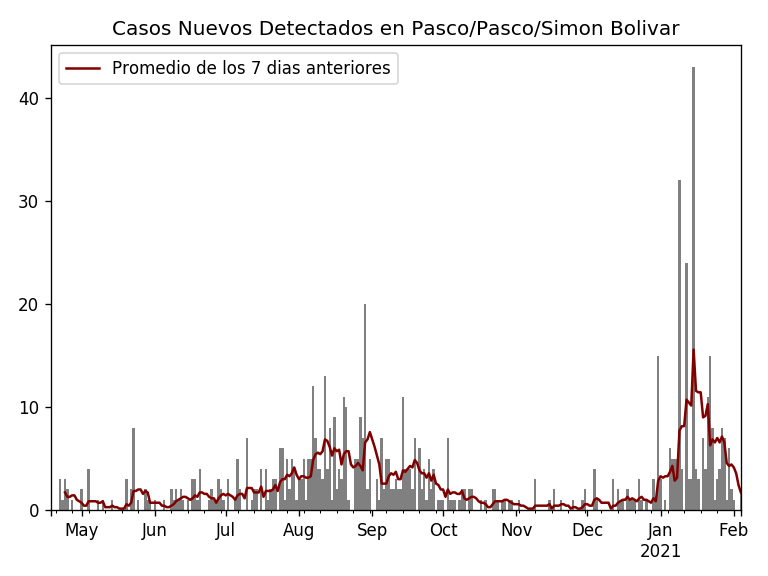 Casos Nuevos Detectados en Pasco/Pasco/Simon Bolivar
Promedio de los 7 dias anteriores
40
30
20
10
0
May Jun Jul Aug Sep Oct Nov Dec Jan Feb
2021